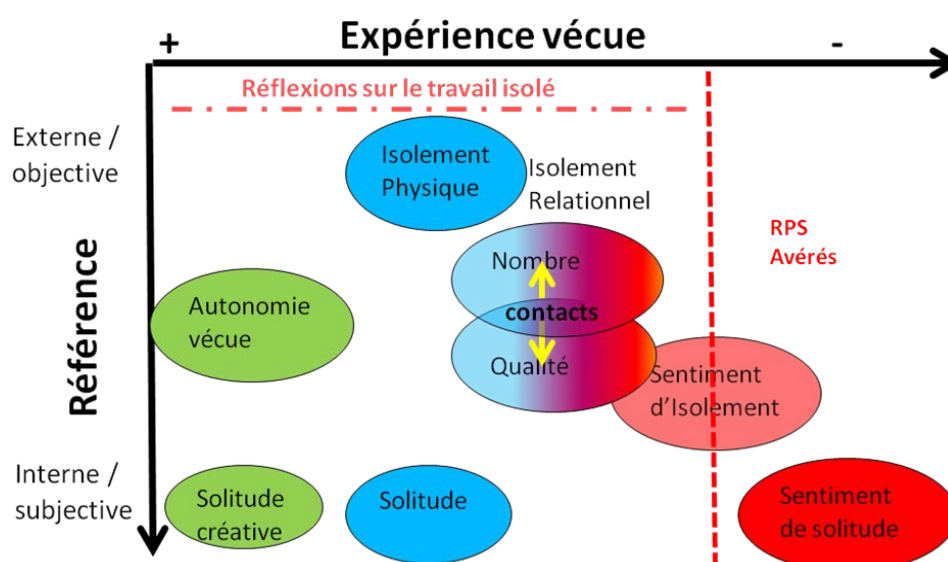 Expérience vécue
+
-
Réflexions sur le travail isolé
Externe /
objective
Isolement
Physique
Isolement
Relationnel
RPS
Avérés
Nombre
contacts
Qualité
Référence
Autonomie
vécue
Sentiment
d’Isolement
Interne /
subjective
Solitude
créative
Solitude
Sentiment
de solitude